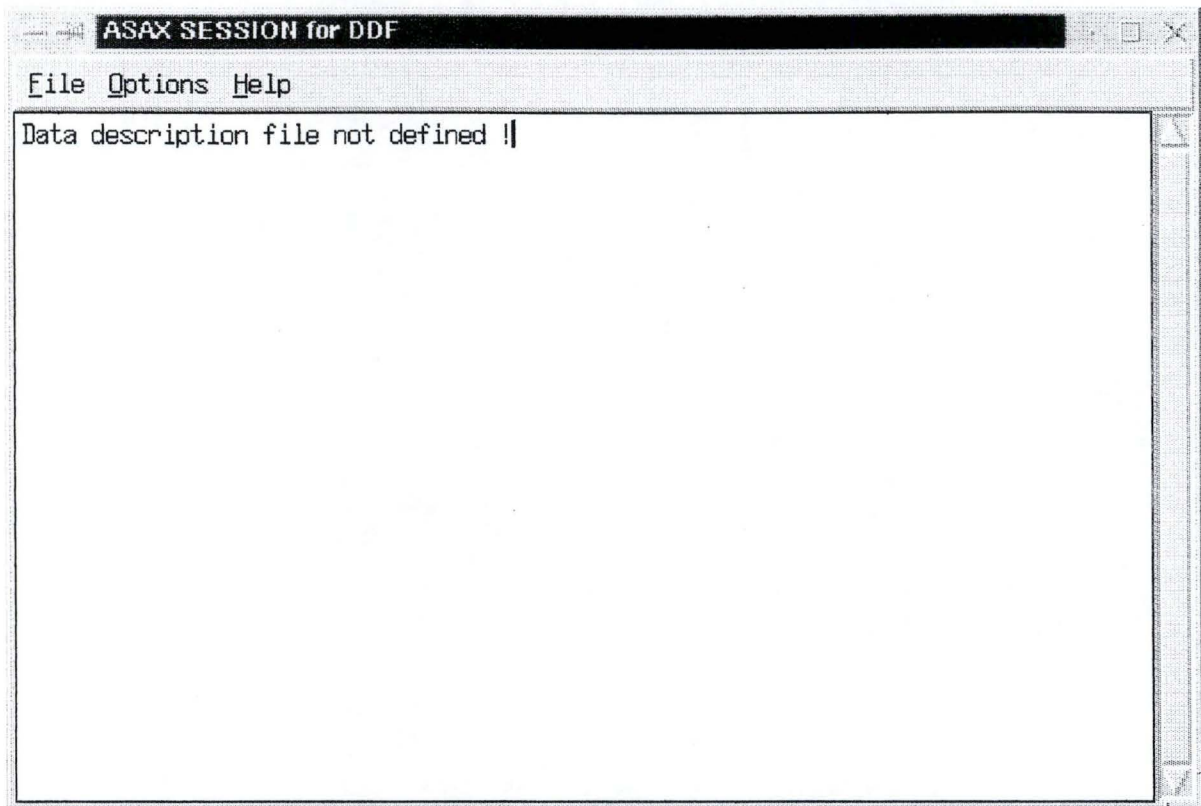 ASAX SESSION for DDF
File Options Help
Data description file not defined !